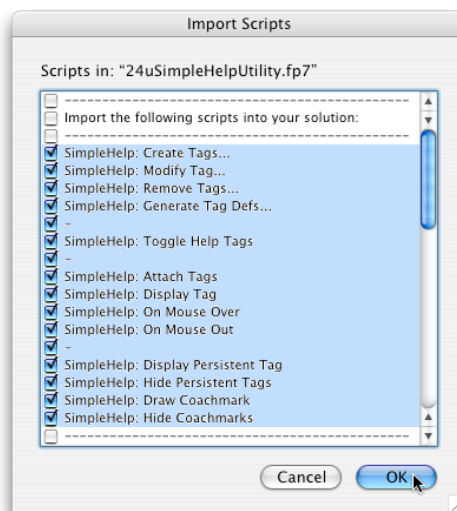 Import Scripts
Scripts in: “24uSimpleHelpUtility.fp7”
--------------------------------------------------
Import the following scripts into your solution:
--------------------------------------------------
SimpleHelp: Create Tags...
SimpleHelp: Modify Tag...
SimpleHelp: Remove Tags...
SimpleHelp: Generate Tag Defs...
-
SimpleHelp: Toggle Help Tags
-
SimpleHelp: Attach Tags
SimpleHelp: Display Tag
SimpleHelp: On Mouse Over
SimpleHelp: On Mouse Out
-
SimpleHelp: Display Persistent Tag
SimpleHelp: Hide Persistent Tags
SimpleHelp: Draw Coachmark
SimpleHelp: Hide Coachmarks
--------------------------------------------------
Cancel OK